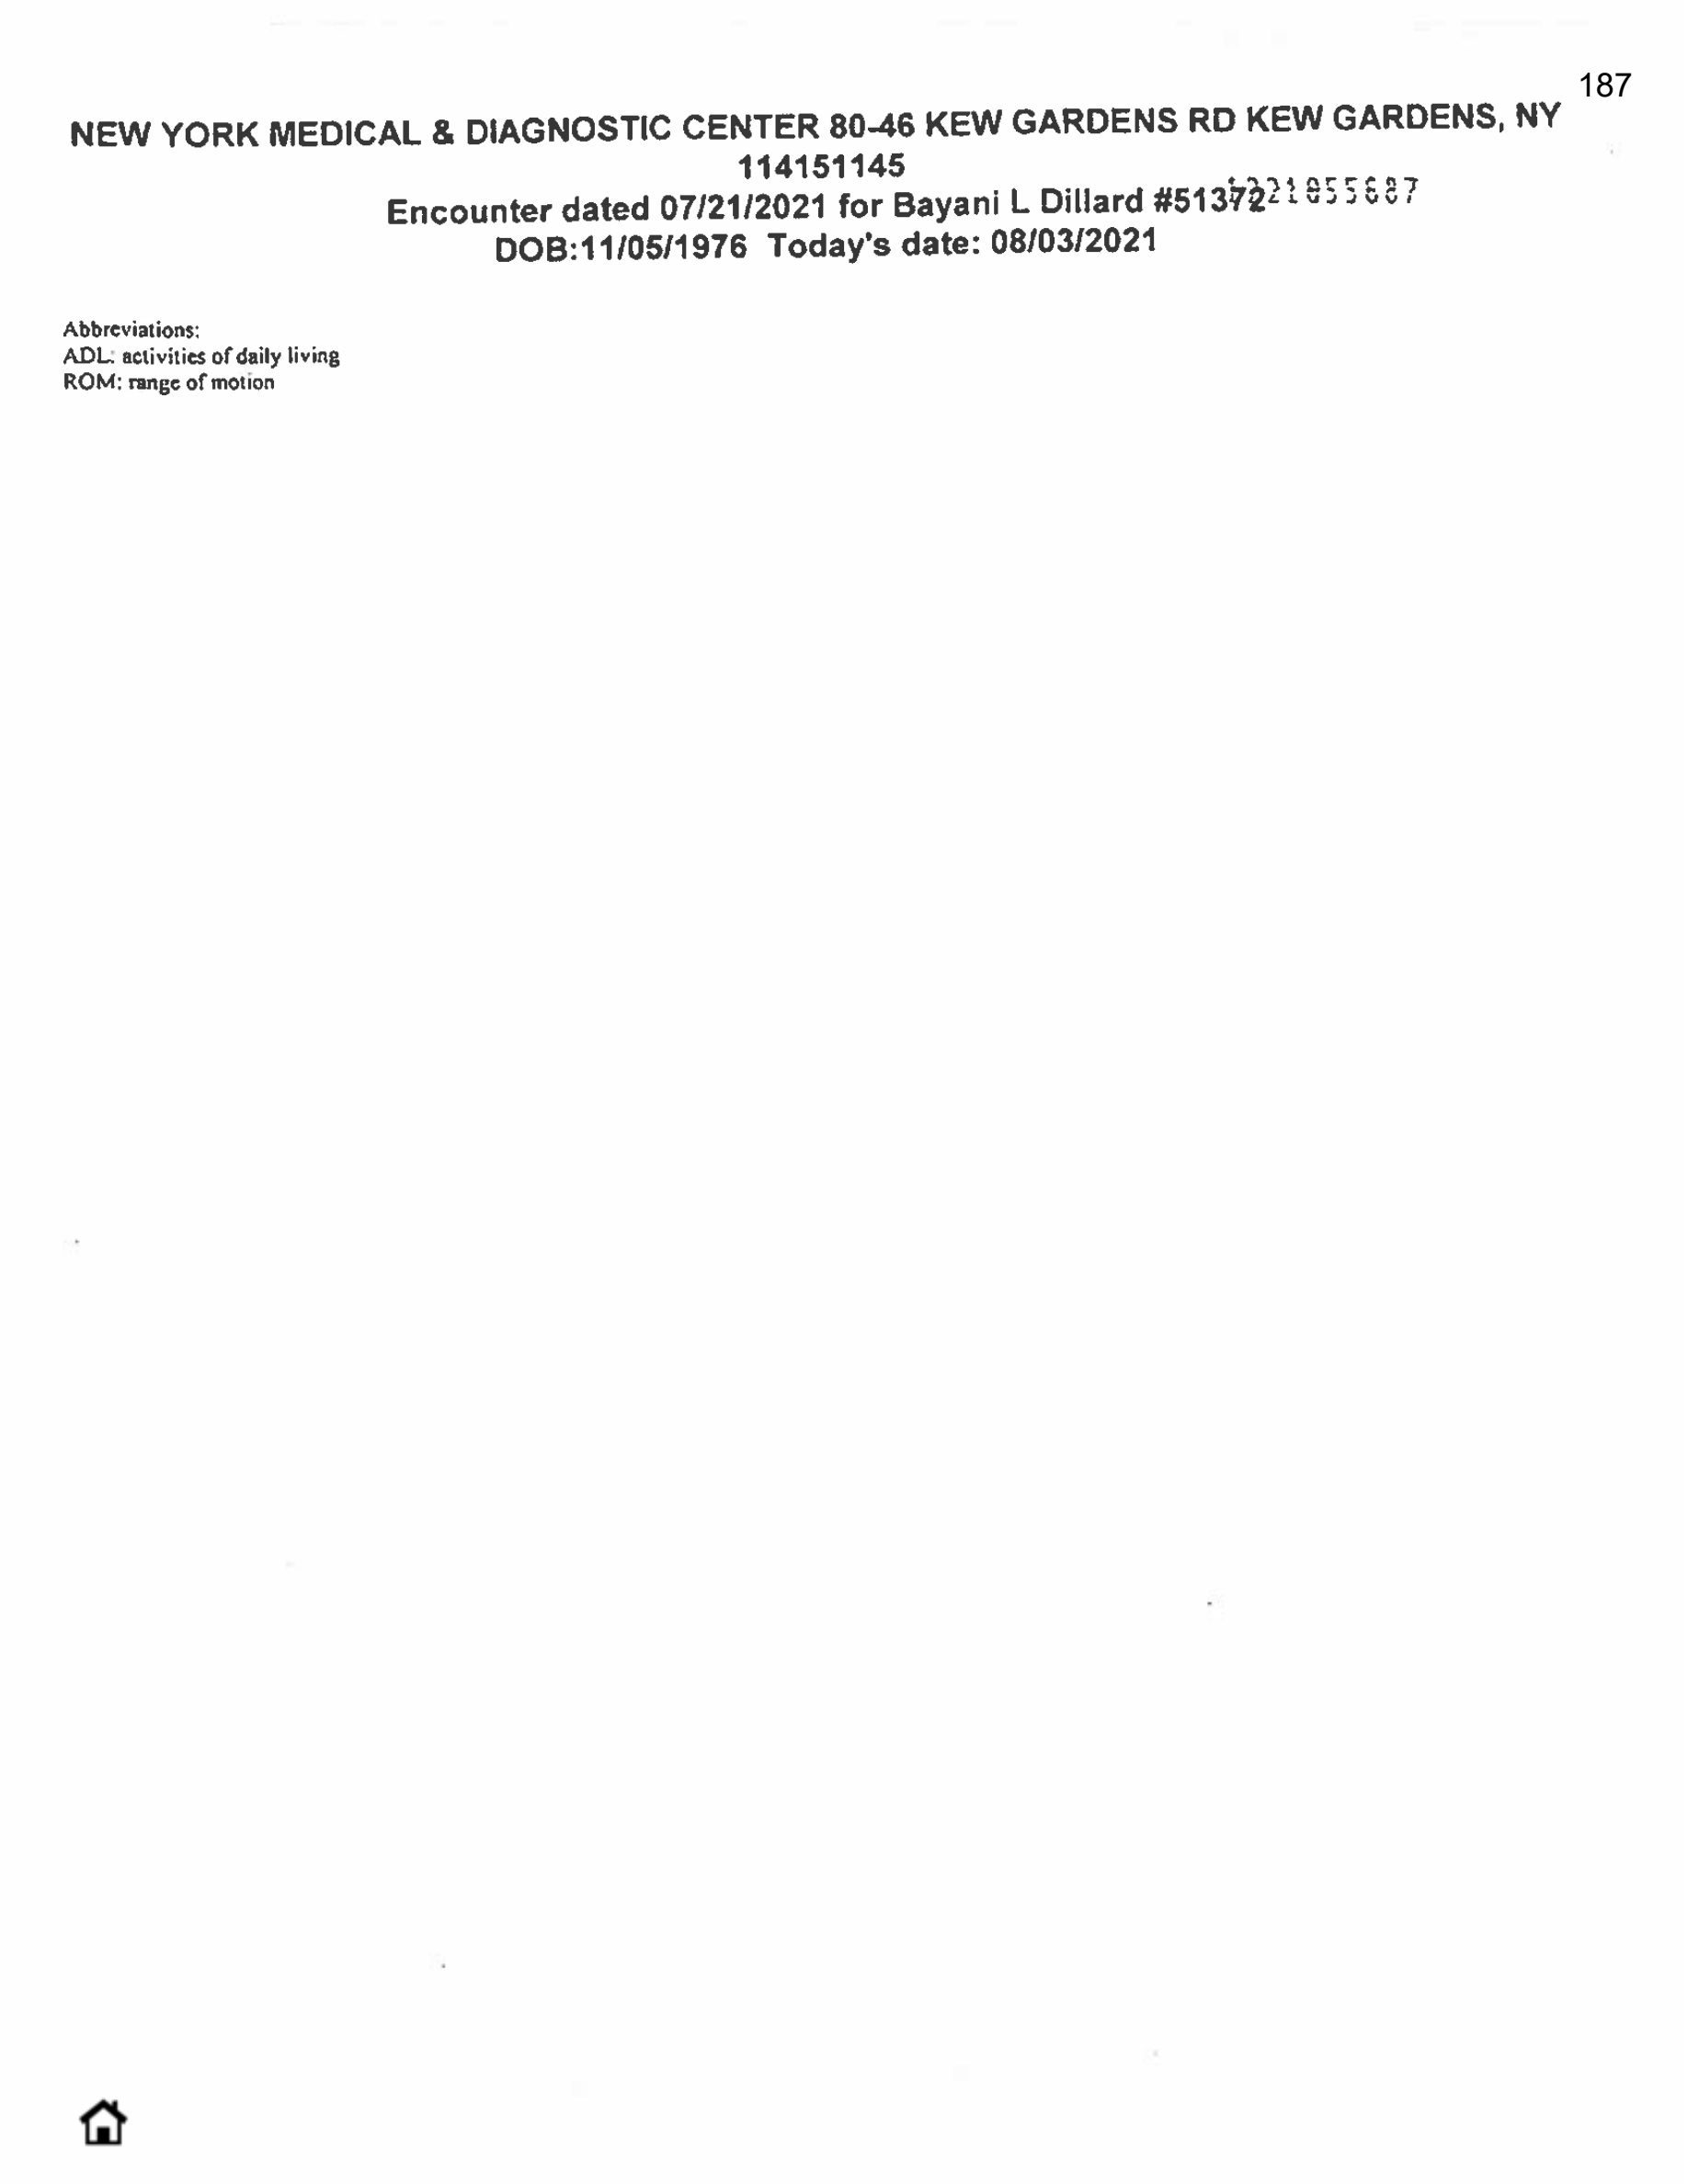 187
NEW YORK MEDICAL & DIAGNOSTIC CENTER 80-46 KEW GARDENS RD KEW GARDENS, NY
114151145
Encounter dated 07/21/2021 for Bayani L Dillard #51372
DOB:11/05/1976 Today's date: 08/03/2021
Abbreviations:
ADL: activities of daily living
ROM: range of motion